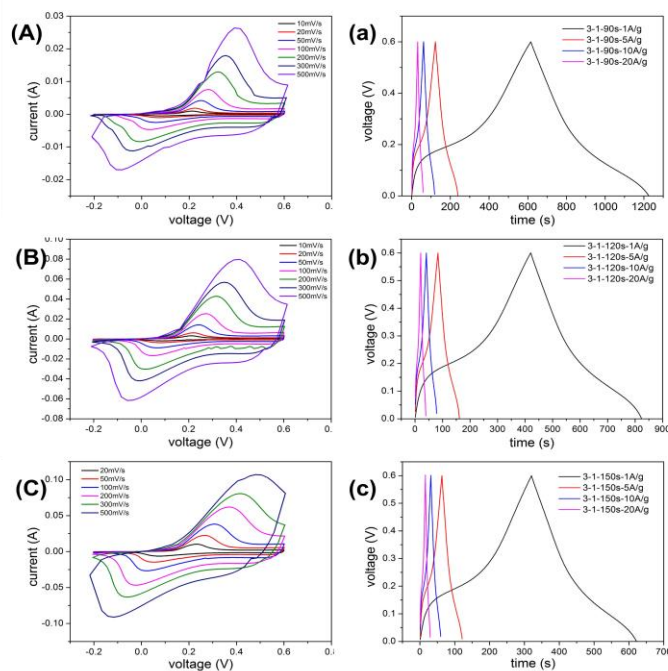 (A)
0.03
0.02
0.01
0.00
-0.01
-0.02
current (A)
10mV/s
20mV/s
50mV/s
100mV/s
200mV/s
300mV/s
500mV/s
-0.2 0.0 0.2 0.4 0.6
voltage (V)
(a)
0.6
0.4
0.2
0.0
voltage (V)
3-1-90s-1A/g
3-1-90s-5A/g
3-1-90s-10A/g
3-1-90s-20A/g
0 200 400 600 800 1000 1200
time (s)
(B)
0.10
0.08
0.06
0.04
0.02
0.00
-0.02
-0.04
-0.06
-0.08
current (A)
10mV/s
20mV/s
50mV/s
100mV/s
200mV/s
300mV/s
500mV/s
-0.2 0.0 0.2 0.4 0.6
voltage (V)
(b)
0.6
0.5
0.4
0.3
0.2
0.1
0.0
voltage (V)
3-1-120s-1A/g
3-1-120s-5A/g
3-1-120s-10A/g
3-1-120s-20A/g
0 100 200 300 400 500 600 700 800 900
time (s)
(C)
0.10
0.05
0.00
-0.05
-0.10
current (A)
20mV/s
50mV/s
100mV/s
200mV/s
300mV/s
500mV/s
-0.2 0.0 0.2 0.4 0.6
voltage (V)
(c)
0.6
0.5
0.4
0.3
0.2
0.1
0.0
voltage (V)
3-1-150s-1A/g
3-1-150s-5A/g
3-1-150s-10A/g
3-1-150s-20A/g
0 100 200 300 400 500 600 700
time (s)